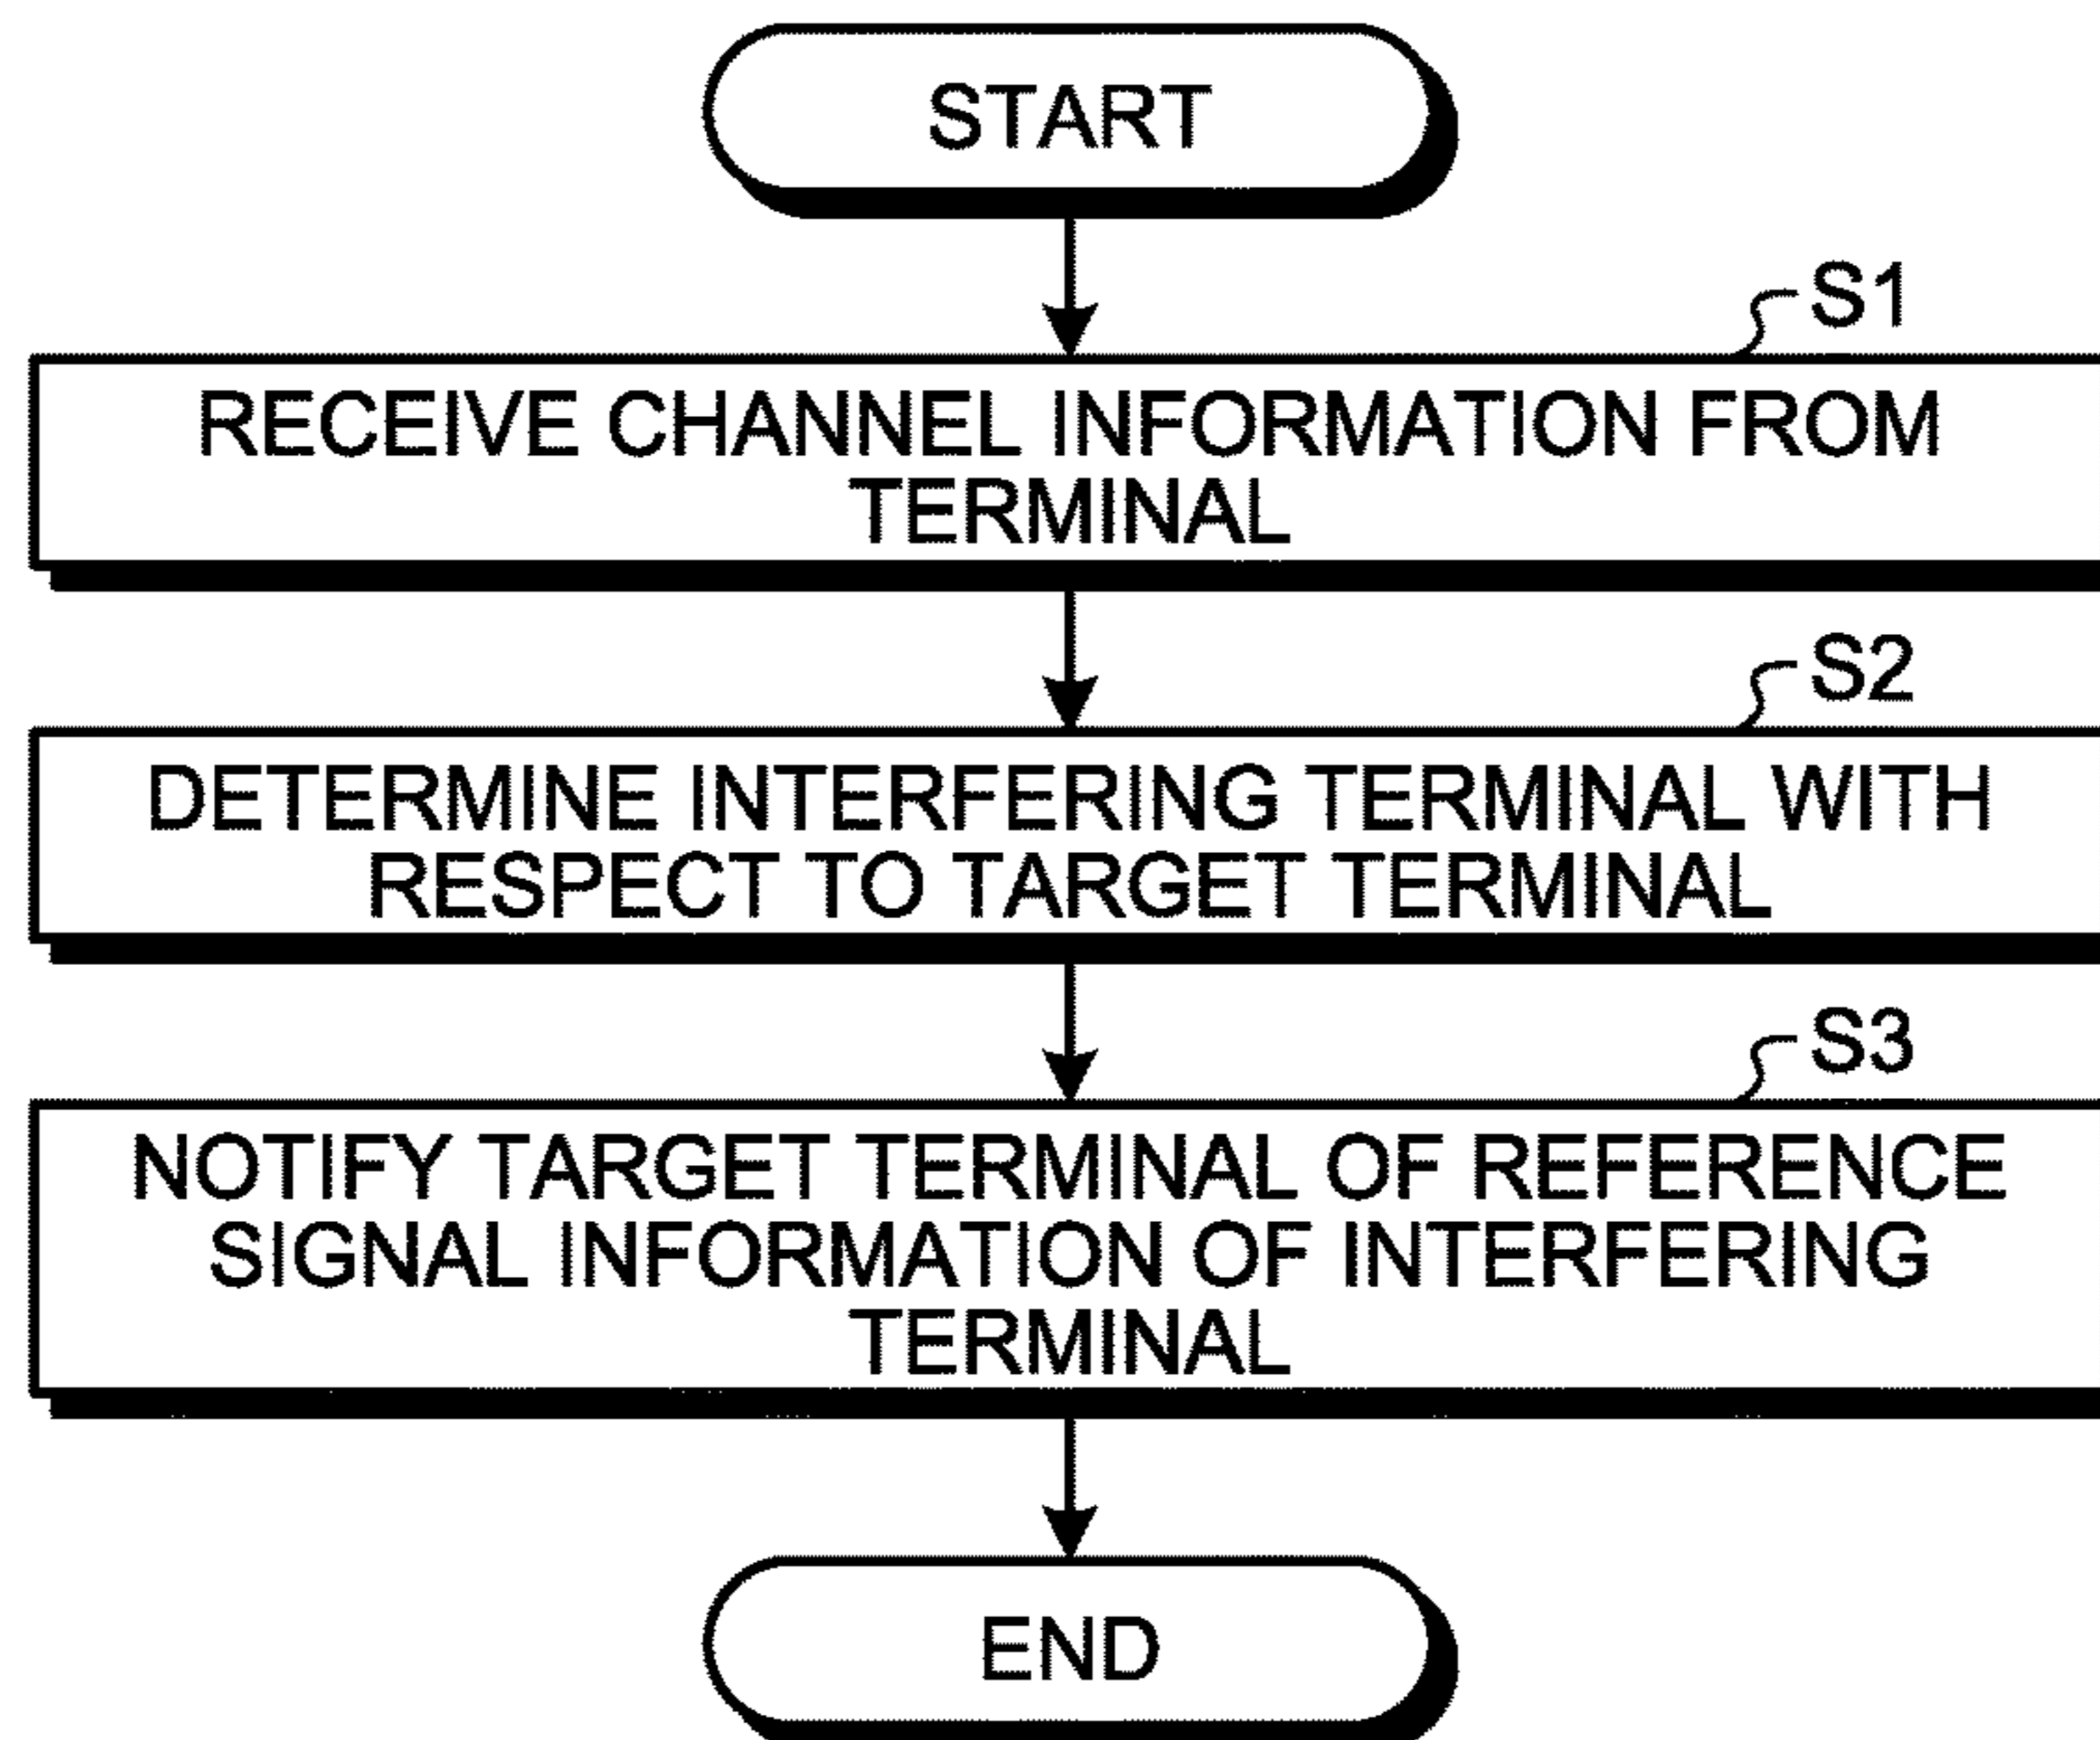 START
S1
RECEIVE CHANNEL INFORMATION FROM
TERMINAL
S2
DETERMINE INTERFERING TERMINAL WITH
RESPECT TO TARGET TERMINAL
S3
NOTIFY TARGET TERMINAL OF REFERENCE
SIGNAL INFORMATION OF INTERFERING
TERMINAL
END